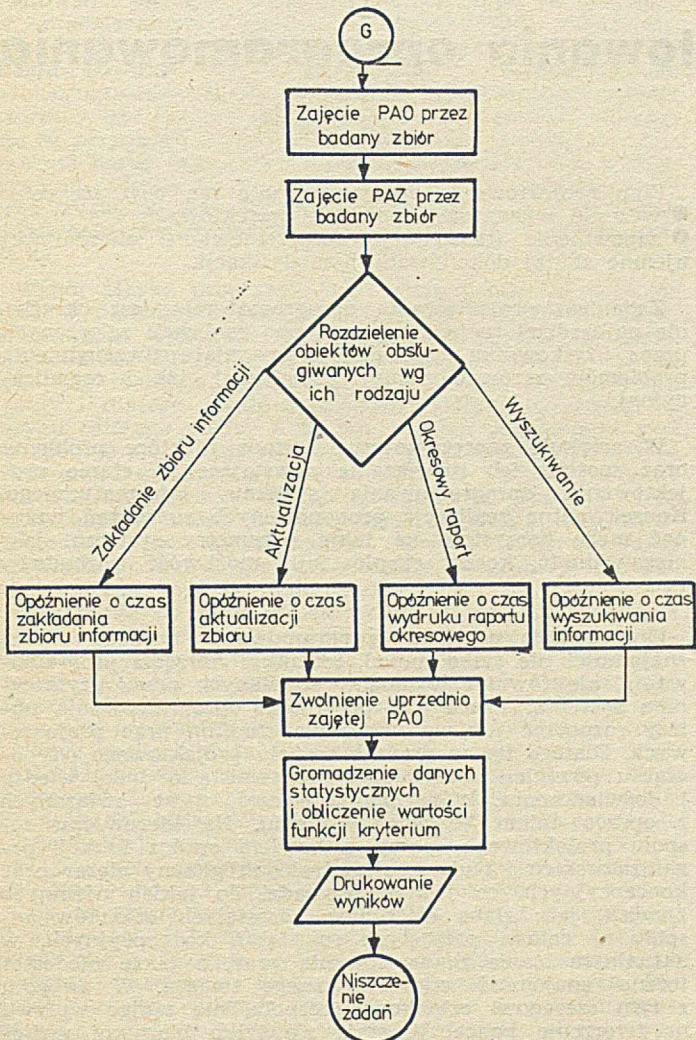 G
Zajęcie PAO przez
badany zbiór
Zajęcie PAZ przez
badany zbiór
Rozdzielenie
obiektów obsłu-
giwanych wg
ich rodzaju
Zakładanie zbioru informacji
Aktualizacja
Okresowy
raport
Wyszukiwanie
Opóźnienie o czas
zakładania
zbioru informacji
Opóźnienie o czas
aktualizacji
zbioru
Opóźnienie o czas
wydruku raportu
okresowego
Opóźnienie o czas
wyszukiwania
informacji
Zwolnienie uprzednio
zajętej PAO
Gromadzenie danych
statystycznych
i obliczenie wartości
funkcji kryterium
Drukowanie
wyników
Niszcze-
nie
zadań